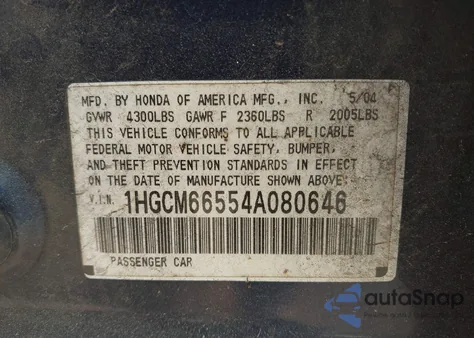 MFD. BY HONDA OF AMERICA MFG., INC. 5/04
GVWR 4300LBS GAWR F 2360LBS R 2005LBS
THIS VEHICLE CONFORMS TO ALL APPLICABLE
FEDERAL MOTOR VEHICLE SAFETY, BUMPER,
AND THEFT PREVENTION STANDARDS IN EFFECT
ON THE DATE OF MANUFACTURE SHOWN ABOVE.
V.I.N. 1HGCM66554A080646
PASSENGER CAR
autoSnap